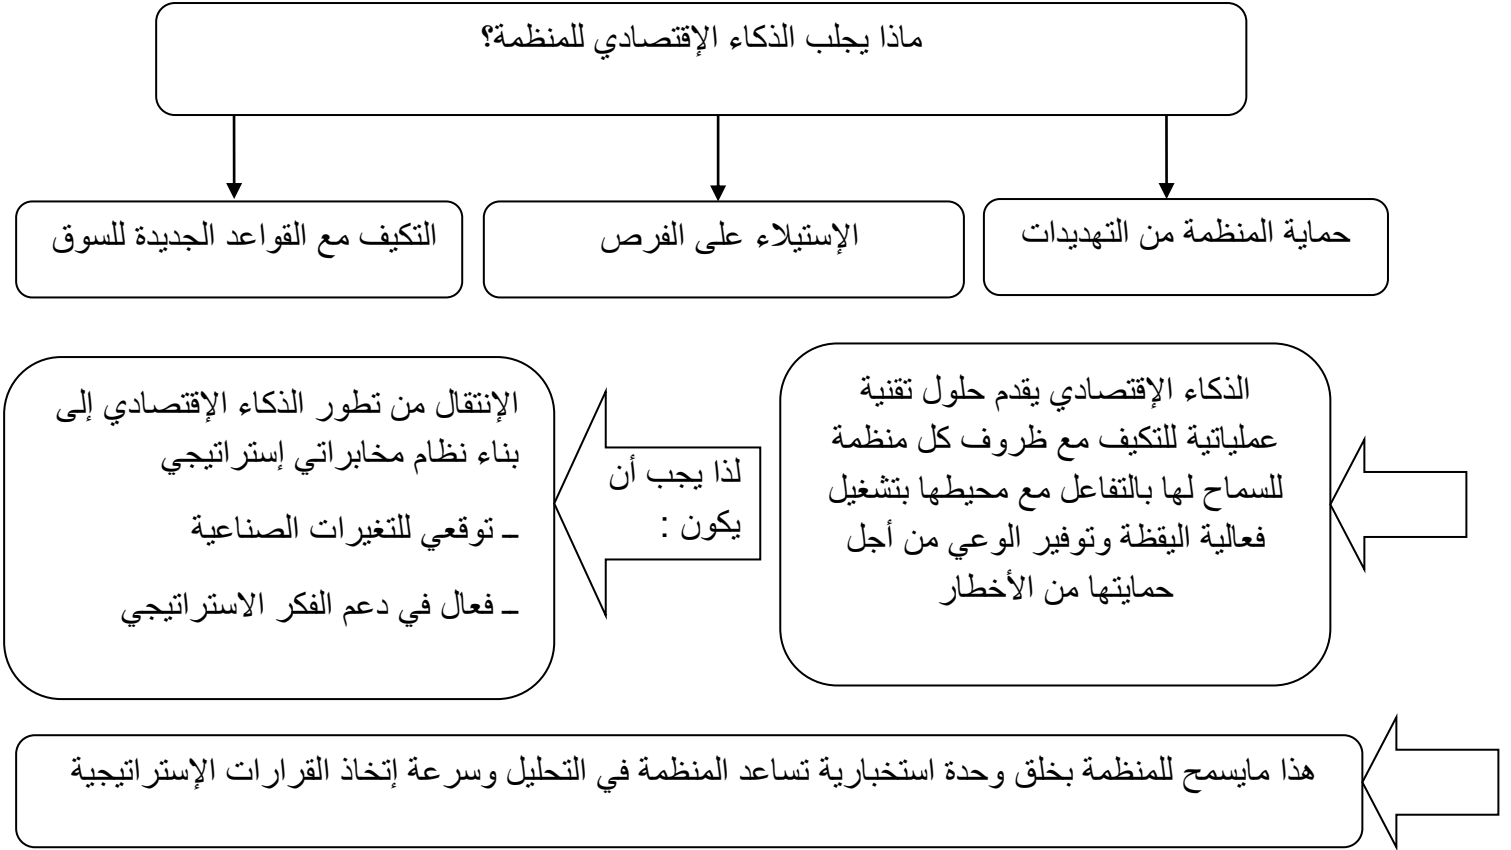 ماذا يجلب الذكاء الإقتصادي للمنظمة؟
حماية المنظمة من التهديدات
الإستيلاء على الفرص
التكيف مع القواعد الجديدة للسوق
الذكاء الإقتصادي يقدم حلول تقنية
عملياتية للتكيف مع ظروف كل منظمة
للسماح لها بالتفاعل مع محيطها بتشغيل
فعالية اليقظة وتوفير الوعي من أجل
حمايتها من الأخطار
لذا يجب أن
يكون :
الإنتقال من تطور الذكاء الإقتصادي إلى
بناء نظام مخابراتي إستراتيجي
ــ توقعي للتغيرات الصناعية
ــ فعال في دعم الفكر الاستراتيجي
هذا مايسمح للمنظمة بخلق وحدة استخبارية تساعد المنظمة في التحليل وسرعة إتخاذ القرارات الإستراتيجية